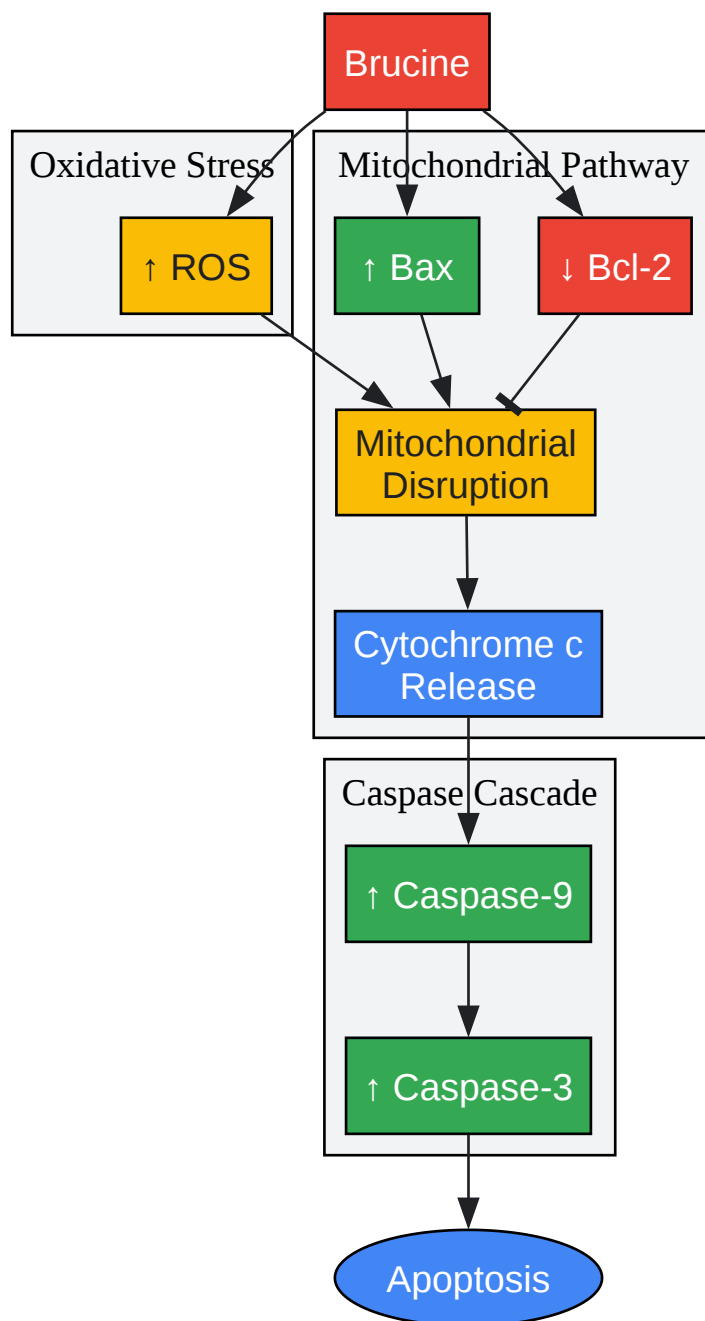 Brucine
Oxidative Stress
Mitochondrial Pathway
↑ ROS
↑ Bax
↓ Bcl-2
Mitochondrial
Disruption
Cytochrome c
Release
Caspase Cascade
↑ Caspase-9
↑ Caspase-3
Apoptosis